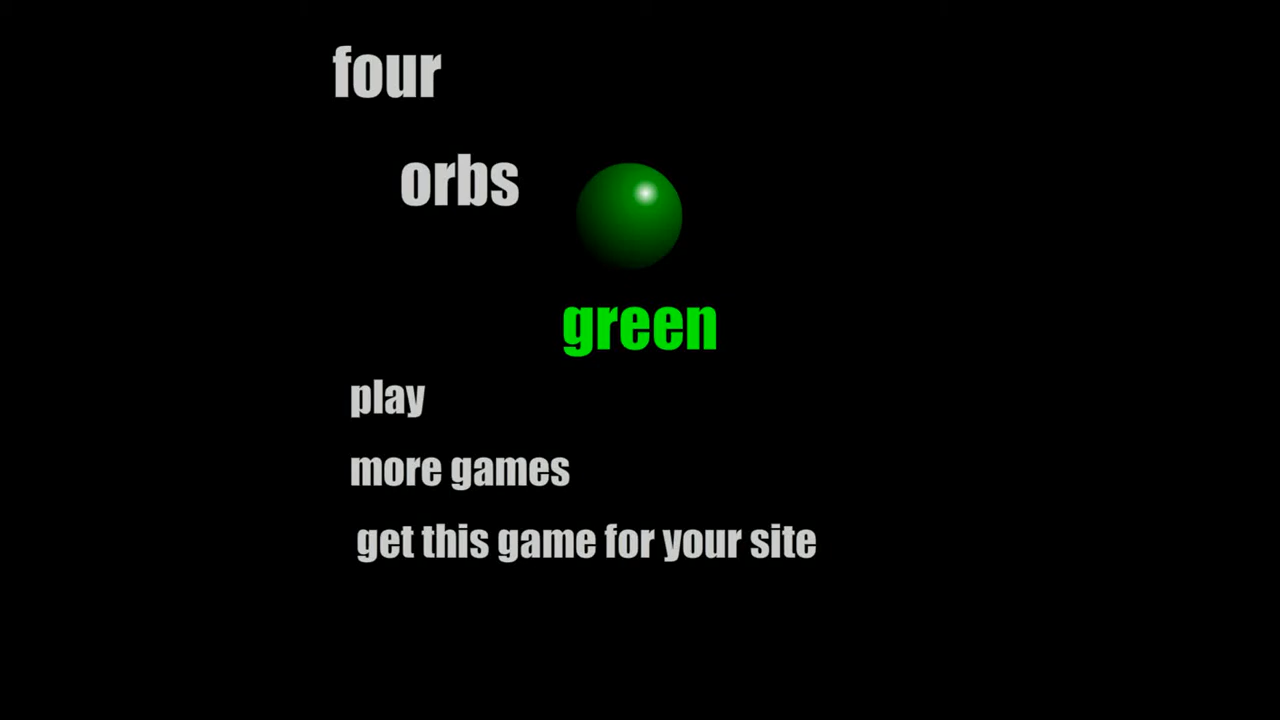 four
orbs
green
play
more games
get this game for your site